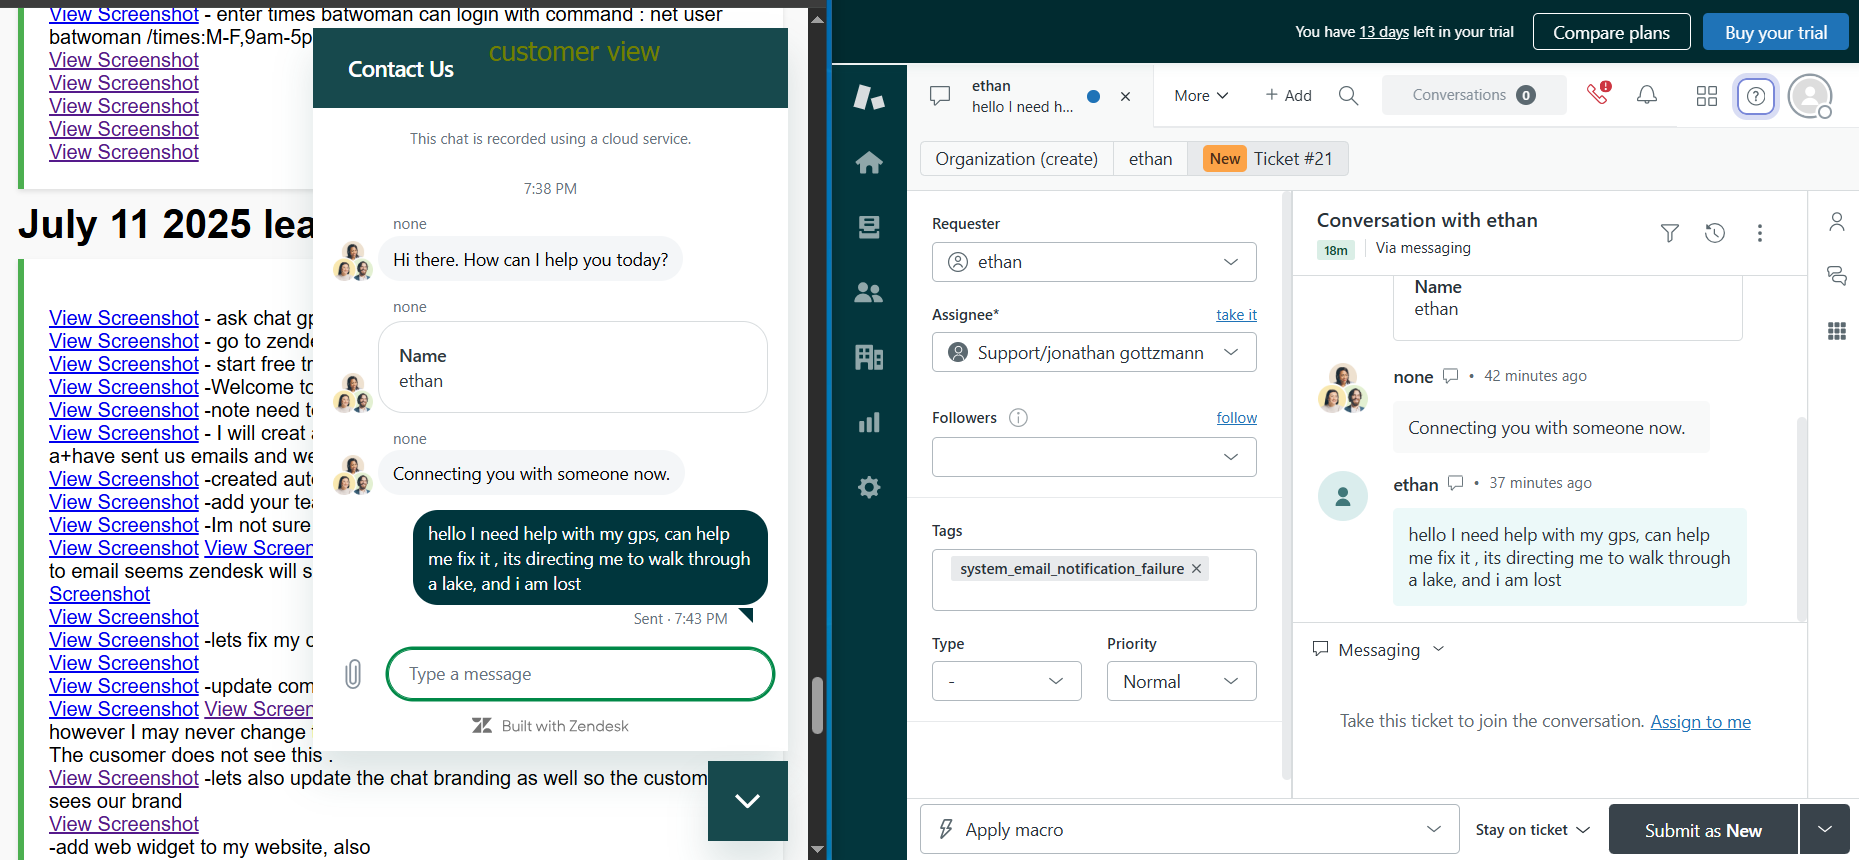 View Screenshot - enter times batwoman can login with command : net user
batwoman /times:M-F,9am-5p
View Screenshot
View Screenshot
View Screenshot
View Screenshot
View Screenshot
July 11 2025 lea
View Screenshot - ask chat gp
View Screenshot - go to zende
View Screenshot - start free tr
View Screenshot -Welcome to
View Screenshot -note need t
View Screenshot - I will creat
a+have sent us emails and we
View Screenshot -created aut
View Screenshot -add your tea
View Screenshot -Im not sure
View Screenshot View Screen
to email seems zendesk will s
Screenshot
View Screenshot
View Screenshot -lets fix my c
View Screenshot
View Screenshot -update com
View Screenshot View Screen
however I may never change
The cusomer does not see this .
View Screenshot -lets also update the chat branding as well so the custom
sees our brand
View Screenshot
-add web widget to my website, also
customer view
Contact Us
This chat is recorded using a cloud service.
7:38 PM
none
Hi there. How can I help you today?
none
Name
ethan
none
Connecting you with someone now.
hello I need help with my gps, can help
me fix it , its directing me to walk through
a lake, and i am lost
Sent · 7:43 PM
Type a message
Built with Zendesk
You have 13 days left in your trial
Compare plans
Buy your trial
ethan
hello I need h...
More
+ Add
Conversations 0
Organization (create)
ethan
New Ticket #21
Requester
ethan
Assignee*
take it
Support/jonathan gottzmann
Followers
follow
Tags
system_email_notification_failure ×
Type
Priority
-
Normal
Conversation with ethan
18m
Via messaging
Name
ethan
none • 42 minutes ago
Connecting you with someone now.
ethan • 37 minutes ago
hello I need help with my gps, can help
me fix it , its directing me to walk through
a lake, and i am lost
Messaging
Take this ticket to join the conversation. Assign to me
Apply macro
Stay on ticket
Submit as New